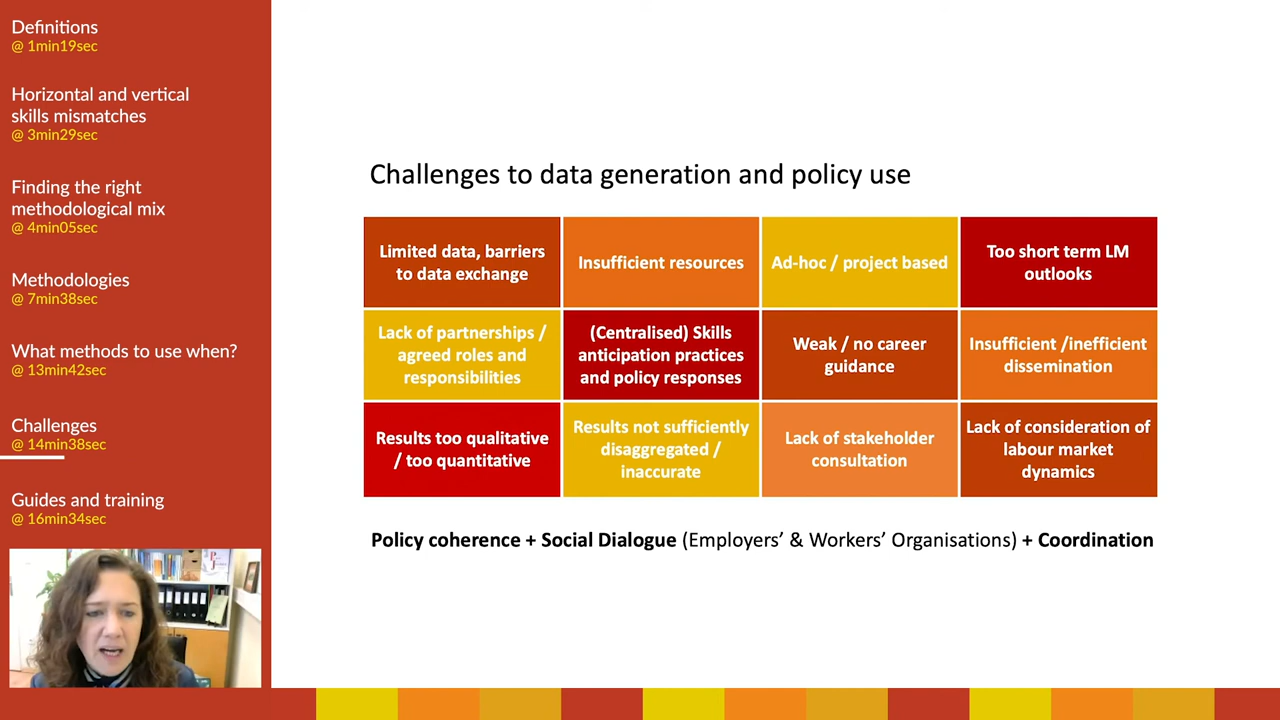 Definitions
@ 1min19sec
Horizontal and vertical
skills mismatches
@ 3min29sec
Finding the right
methodological mix
@ 4min05sec
Methodologies
@ 7min38sec
What methods to use when?
@ 13min42sec
Challenges
@ 14min38sec
Guides and training
@ 16min34sec
Challenges to data generation and policy use
Limited data, barriers
to data exchange
Insufficient resources
Ad-hoc / project based
Too short term LM
outlooks
Lack of partnerships /
agreed roles and
responsibilities
(Centralised) Skills
anticipation practices
and policy responses
Weak / no career
guidance
Insufficient /inefficient
dissemination
Results too qualitative
/ too quantitative
Results not sufficiently
disaggregated /
inaccurate
Lack of stakeholder
consultation
Lack of consideration of
labour market
dynamics
Policy coherence + Social Dialogue (Employers’ & Workers’ Organisations) + Coordination